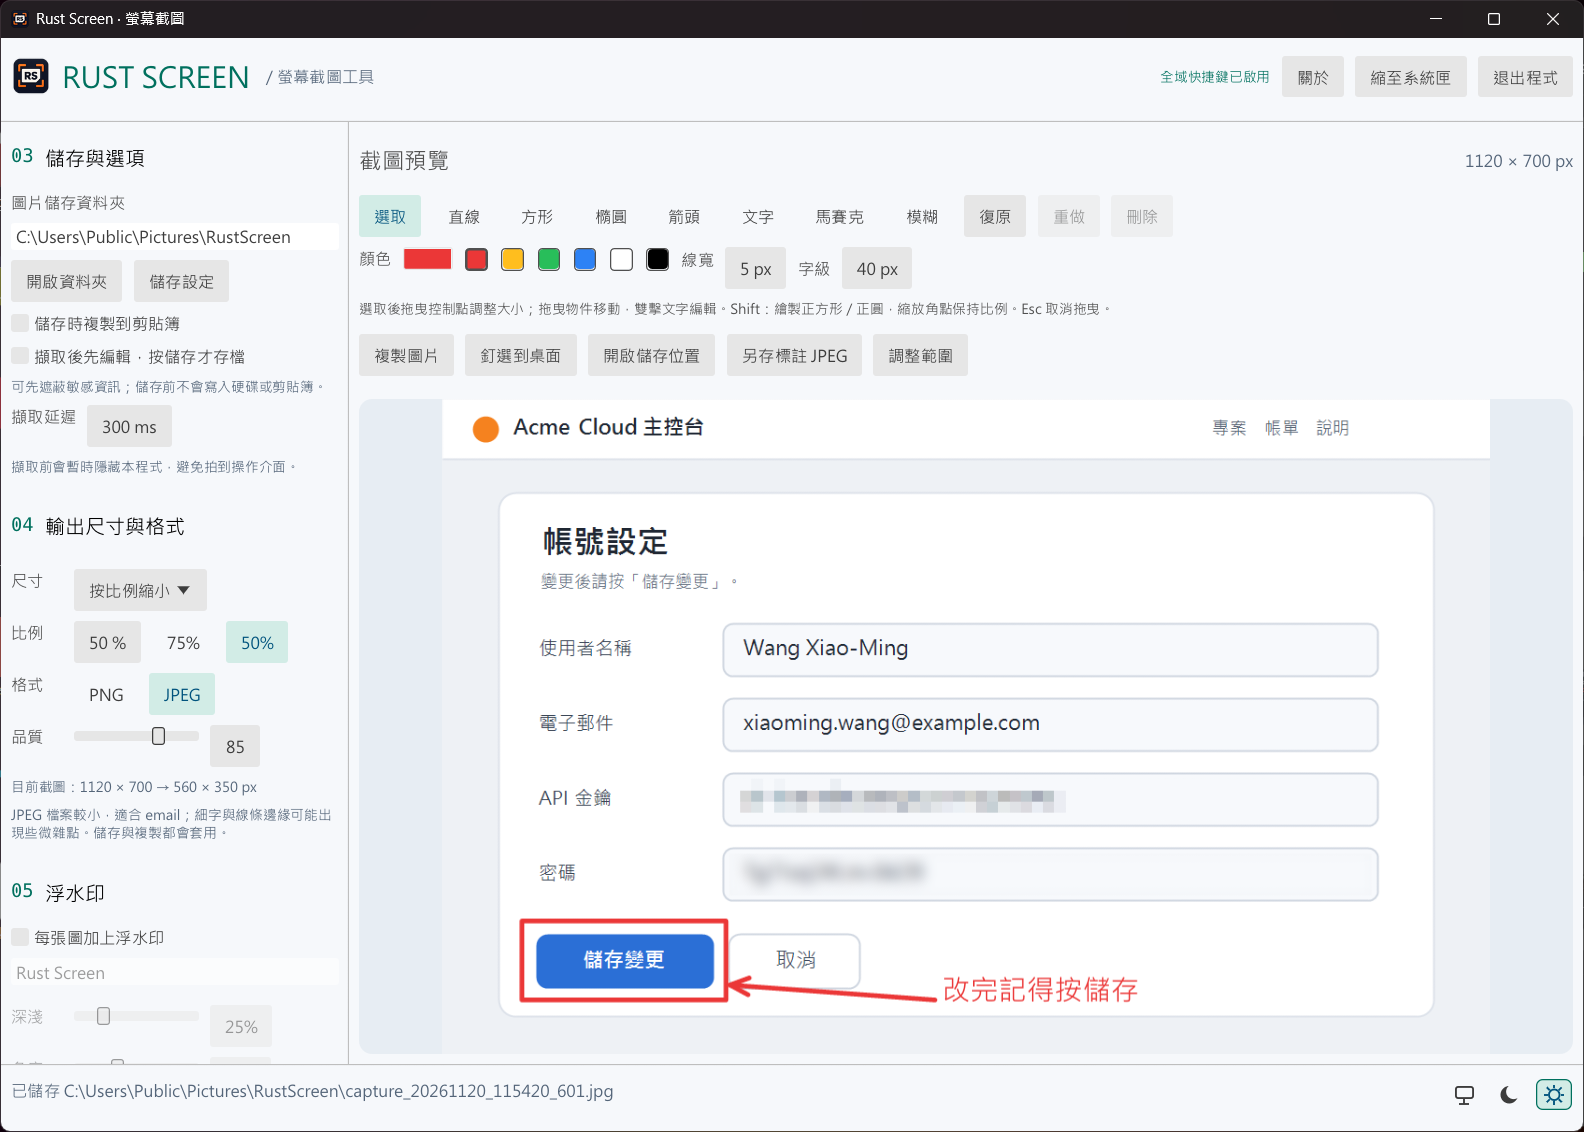 Rust Screen · 螢幕截圖
RS RUST SCREEN / 螢幕截圖工具
全域快捷鍵已啟用 關於 縮至系統匣 退出程式
03 儲存與選項
圖片儲存資料夾
C:\Users\Public\Pictures\RustScreen
開啟資料夾 儲存設定
儲存時複製到剪貼簿
擷取後先編輯，按儲存才存檔
可先遮蔽敏感資訊；儲存前不會寫入硬碟或剪貼簿。
擷取延遲 300 ms
擷取前會暫時隱藏本程式，避免拍到操作介面。
04 輸出尺寸與格式
尺寸 按比例縮小 ▼
比例 50 % 75% 50%
格式 PNG JPEG
品質 85
目前截圖：1120 × 700 → 560 × 350 px
JPEG 檔案較小，適合 email；細字與線條邊緣可能出
現些微雜點。儲存與複製都會套用。
05 浮水印
每張圖加上浮水印
Rust Screen
深淺 25%
截圖預覽 1120 × 700 px
選取 直線 方形 橢圓 箭頭 文字 馬賽克 模糊 復原 重做 刪除
顏色 線寬 5 px 字級 40 px
選取後拖曳控制點調整大小；拖曳物件移動，雙擊文字編輯。Shift：繪製正方形 / 正圓，縮放角點保持比例。Esc 取消拖曳。
複製圖片 釘選到桌面 開啟儲存位置 另存標註 JPEG 調整範圍
Acme Cloud 主控台 專案 帳單 說明
帳號設定
變更後請按「儲存變更」。
使用者名稱 Wang Xiao-Ming
電子郵件 xiaoming.wang@example.com
API 金鑰
密碼
儲存變更 取消
改完記得按儲存
已儲存 C:\Users\Public\Pictures\RustScreen\capture_20261120_115420_601.jpg